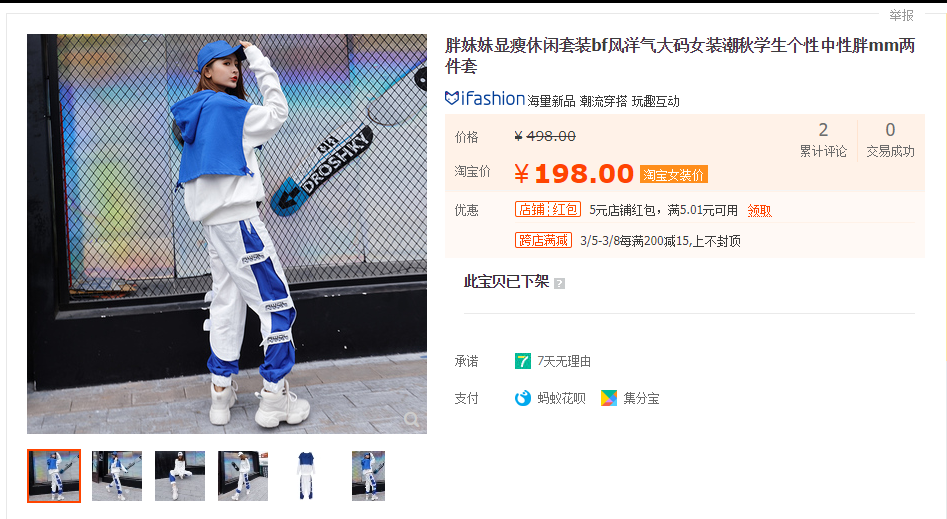 举报
胖妹妹显瘦休闲套装bf风洋气大码女装潮秋学生个性中性胖mm两
件套
ifashion 海量新品 潮流穿搭 玩趣互动
价格 ¥ 498.00
2 0
累计评论 交易成功
淘宝价 ¥ 198.00 淘宝女装价
优惠 店铺 红包 5元店铺红包，满5.01元可用 领取
跨店满减 3/5-3/8每满200减15,上不封顶
此宝贝已下架 ?
承诺 7 7天无理由
支付 蚂蚁花呗 集分宝
DROSHKY